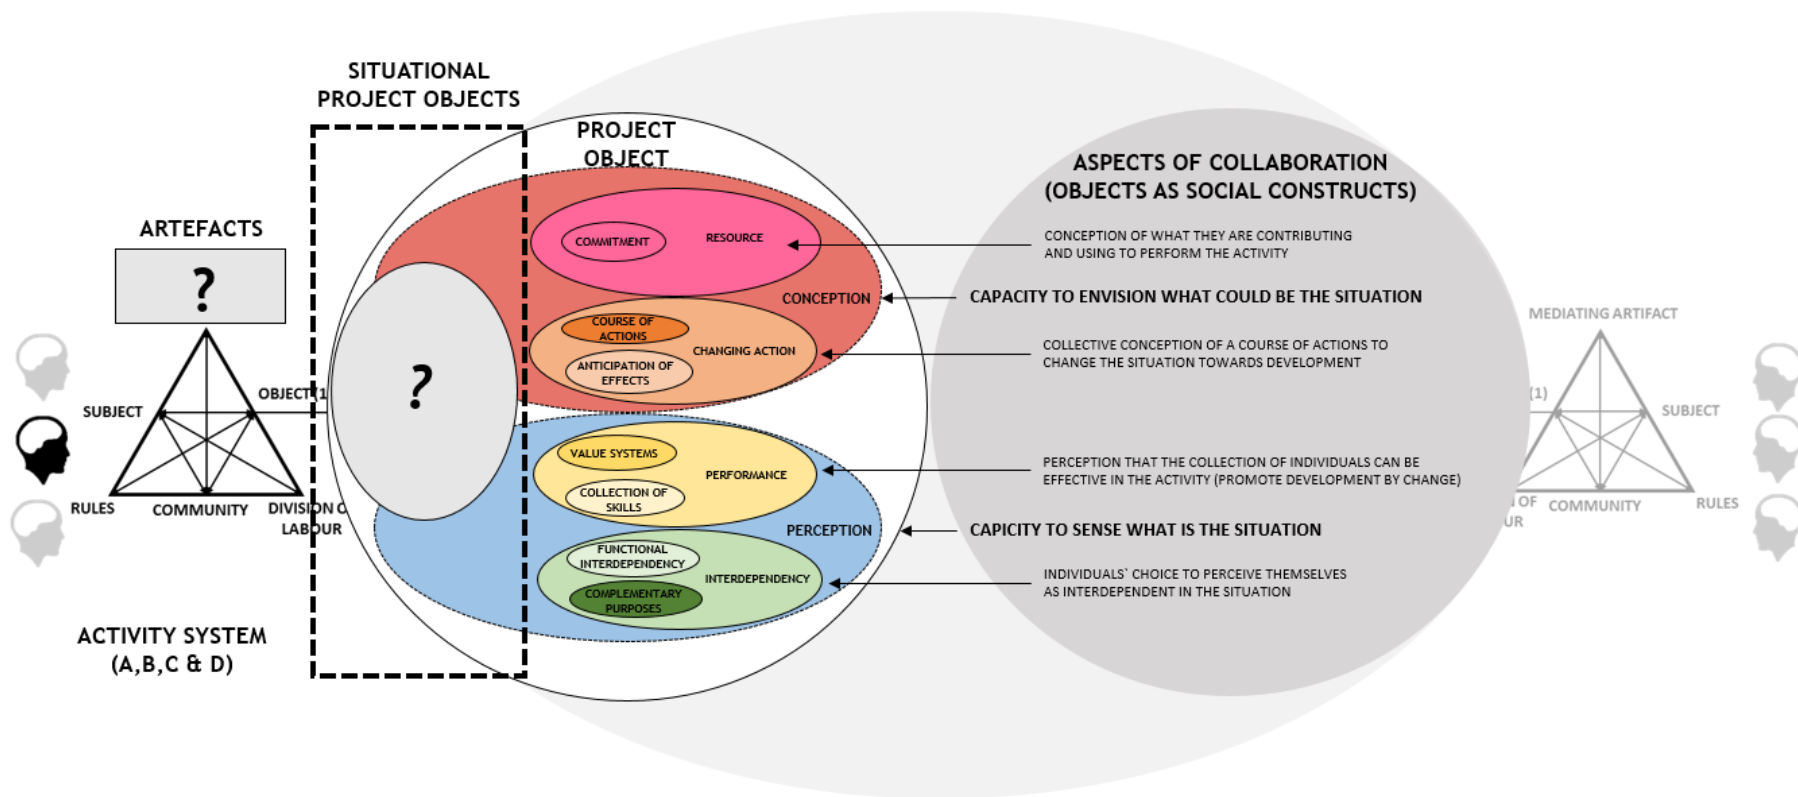 SITUATIONAL
PROJECT OBJECTS
PROJECT
OBJECT
ARTEFACTS
?
SUBJECT
OBJECT (1
RULES
COMMUNITY
DIVISION O
LABOUR
ACTIVITY SYSTEM
(A,B,C & D)
?
COMMITMENT
RESOURCE
CONCEPTION
COURSE OF
ACTIONS
CHANGING ACTION
ANTICIPATION OF
EFFECTS
VALUE SYSTEMS
PERFORMANCE
COLLECTION OF
SKILLS
PERCEPTION
FUNCTIONAL
INTERDEPENDENCY
INTERDEPENDENCY
COMPLEMENTARY
PURPOSES
ASPECTS OF COLLABORATION
(OBJECTS AS SOCIAL CONSTRUCTS)
CONCEPTION OF WHAT THEY ARE CONTRIBUTING
AND USING TO PERFORM THE ACTIVITY
CAPACITY TO ENVISION WHAT COULD BE THE SITUATION
COLLECTIVE CONCEPTION OF A COURSE OF ACTIONS TO
CHANGE THE SITUATION TOWARDS DEVELOPMENT
PERCEPTION THAT THE COLLECTION OF INDIVIDUALS CAN BE
EFFECTIVE IN THE ACTIVITY (PROMOTE DEVELOPMENT BY CHANGE)
CAPICITY TO SENSE WHAT IS THE SITUATION
INDIVIDUALS` CHOICE TO PERCEIVE THEMSELVES
AS INTERDEPENDENT IN THE SITUATION
MEDIATING ARTIFACT
(1)
SUBJECT
N OF
UR
COMMUNITY
RULES